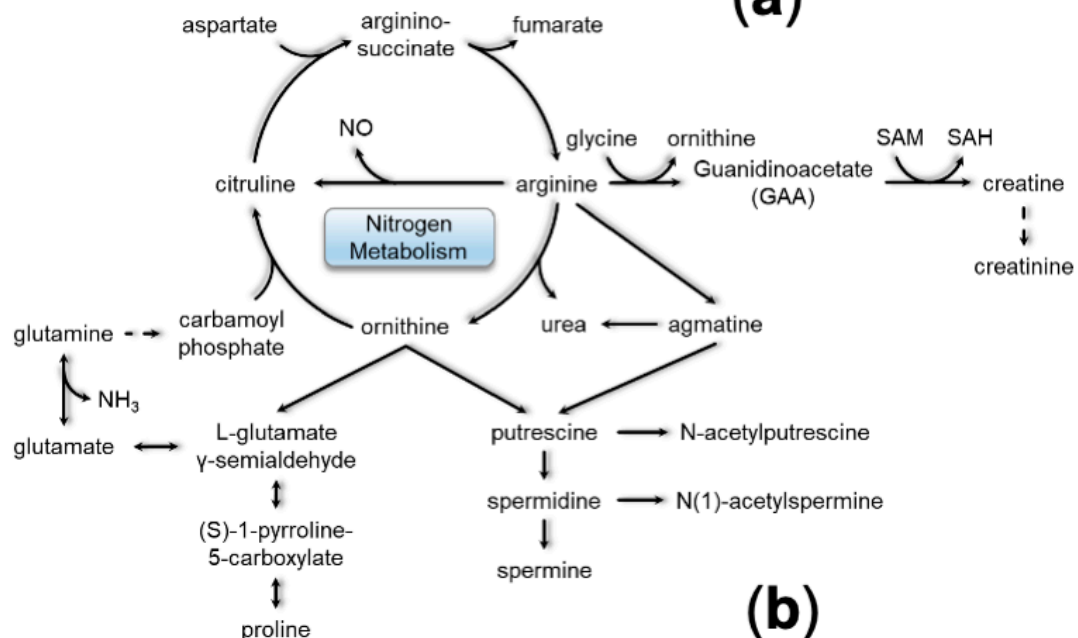 (a)
aspartate
arginino-
succinate
fumarate
NO
glycine
ornithine
SAM
SAH
citruline
arginine
Guanidinoacetate
(GAA)
creatine
Nitrogen
Metabolism
creatinine
glutamine
carbamoyl
phosphate
ornithine
urea
agmatine
NH₃
glutamate
L-glutamate
γ-semialdehyde
putrescine
N-acetylputrescine
spermidine
N(1)-acetylspermine
(S)-1-pyrroline-
5-carboxylate
spermine
(b)
proline